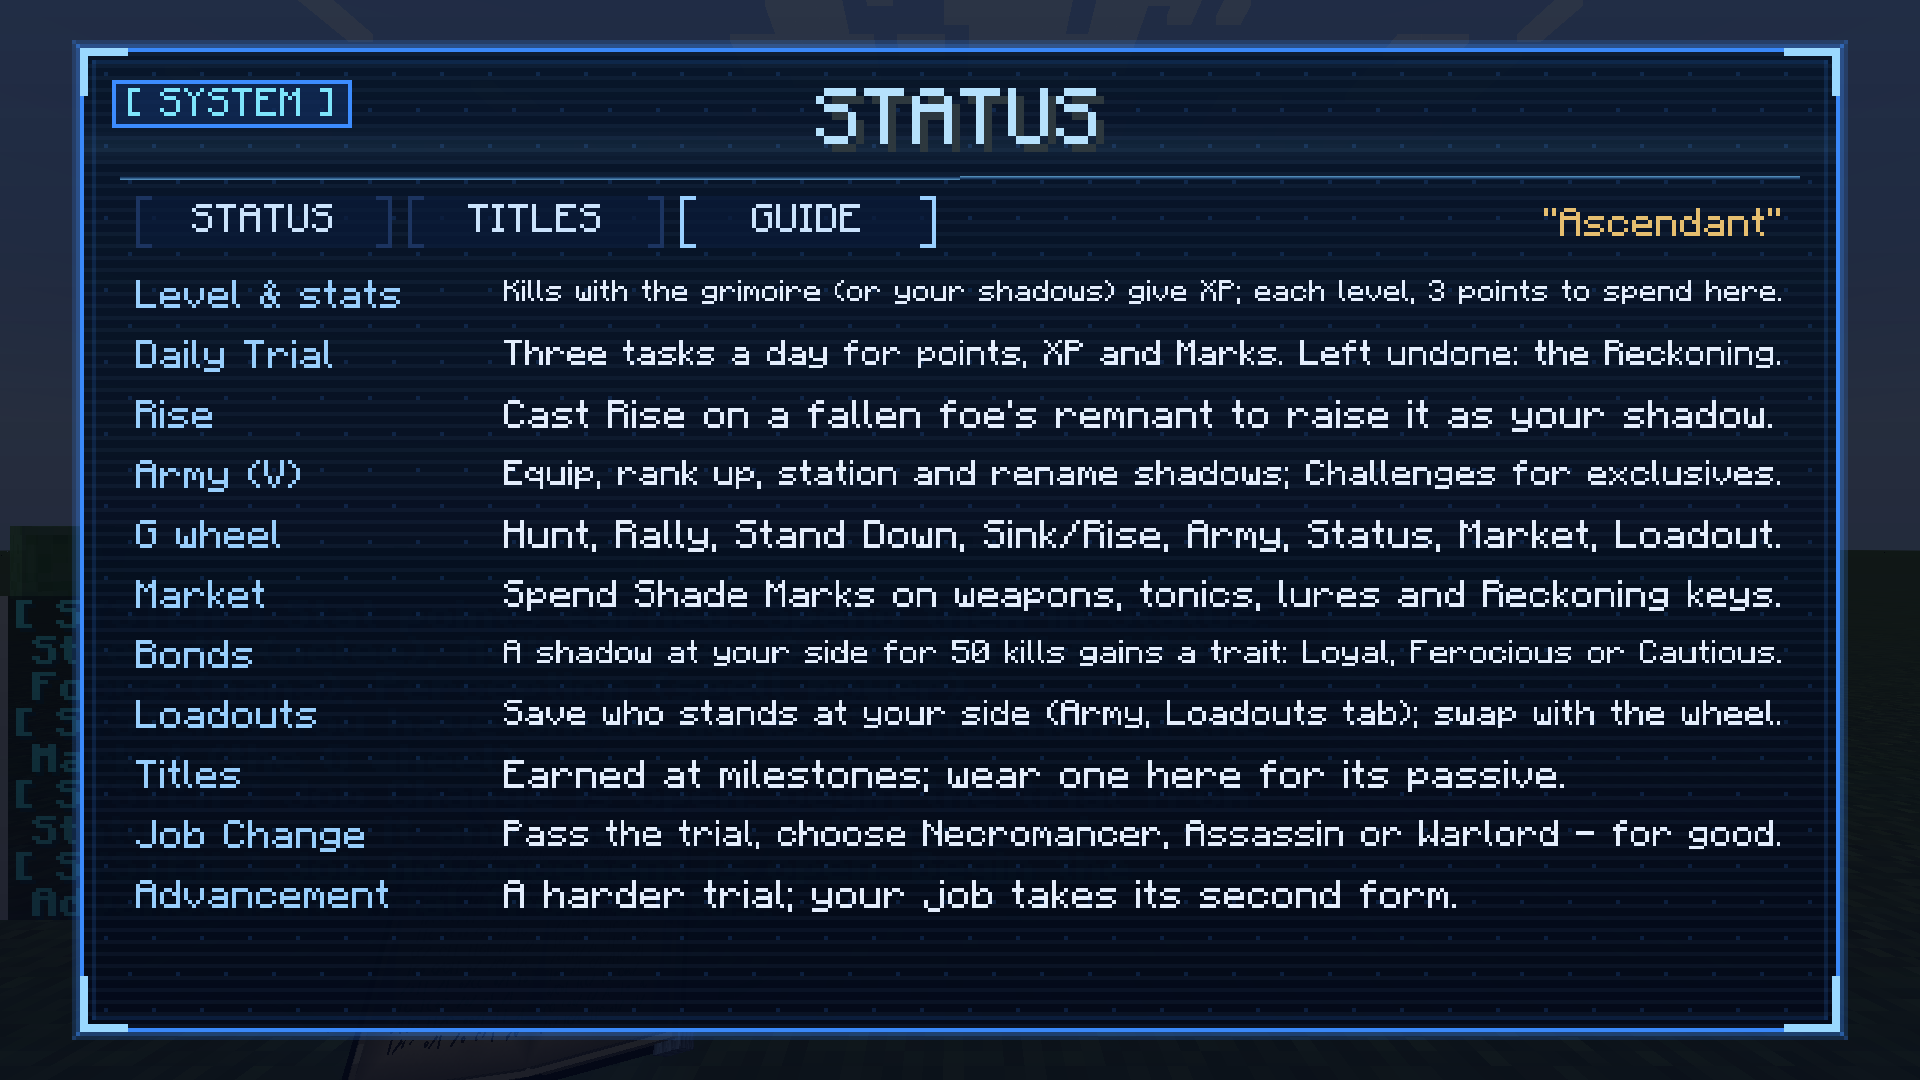 [ SYSTEM ]
STATUS
[ STATUS ] [ TITLES ] [ GUIDE ] "Ascendant"
Level & stats Kills with the grimoire (or your shadows) give XP; each level, 3 points to spend here.
Daily Trial Three tasks a day for points, XP and Marks. Left undone: the Reckoning.
Rise Cast Rise on a fallen foe's remnant to raise it as your shadow.
Army (V) Equip, rank up, station and rename shadows; Challenges for exclusives.
G wheel Hunt, Rally, Stand Down, Sink/Rise, Army, Status, Market, Loadout.
Market Spend Shade Marks on weapons, tonics, lures and Reckoning keys.
Bonds A shadow at your side for 50 kills gains a trait: Loyal, Ferocious or Cautious.
Loadouts Save who stands at your side (Army, Loadouts tab); swap with the wheel.
Titles Earned at milestones; wear one here for its passive.
Job Change Pass the trial, choose Necromancer, Assassin or Warlord – for good.
Advancement A harder trial; your job takes its second form.